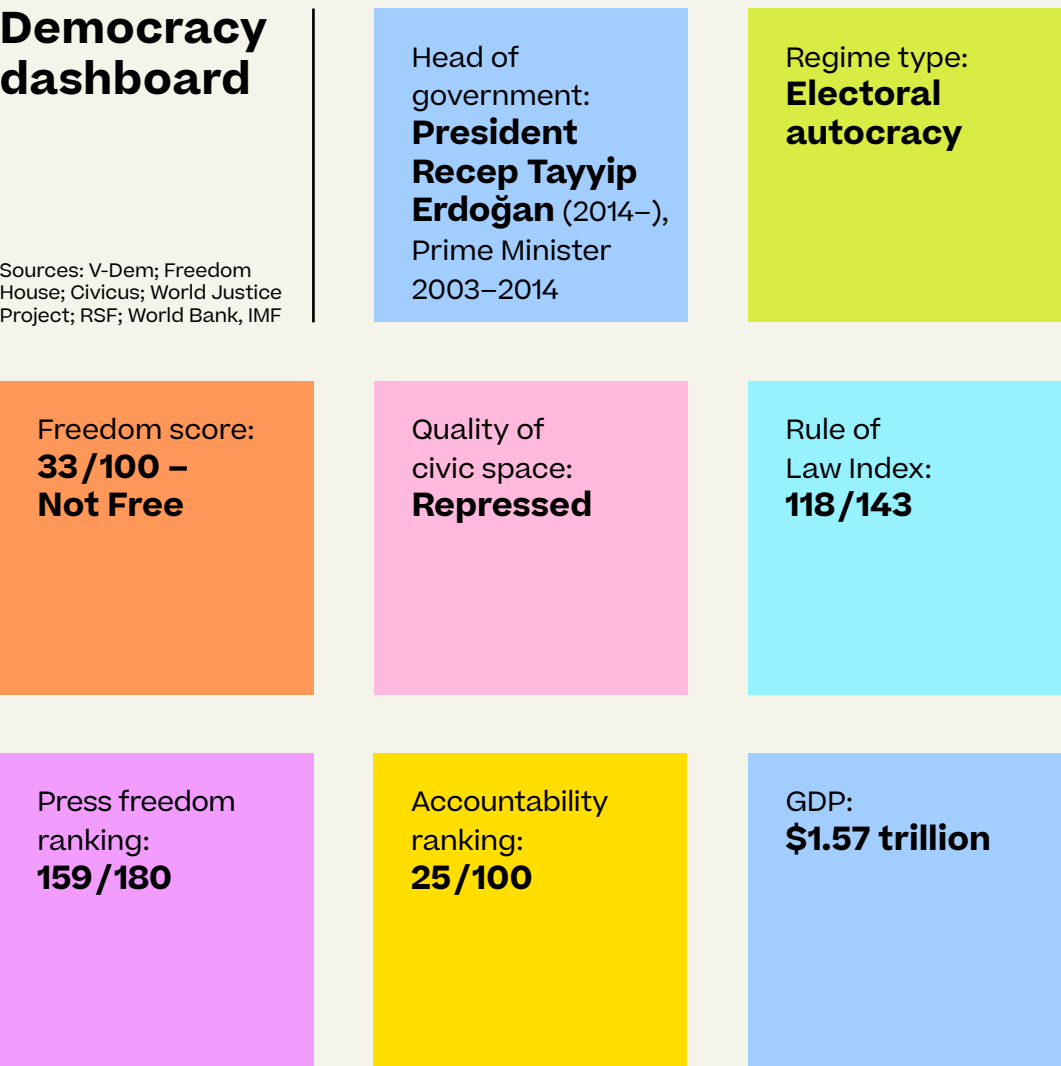 Democracy
dashboard
Sources: V-Dem; Freedom
House; Civicus; World Justice
Project; RSF; World Bank, IMF
Head of
government:
President
Recep Tayyip
Erdoğan (2014–),
Prime Minister
2003–2014
Regime type:
Electoral
autocracy
Freedom score:
33/100 –
Not Free
Quality of
civic space:
Repressed
Rule of
Law Index:
118/143
Press freedom
ranking:
159/180
Accountability
ranking:
25/100
GDP:
$1.57 trillion